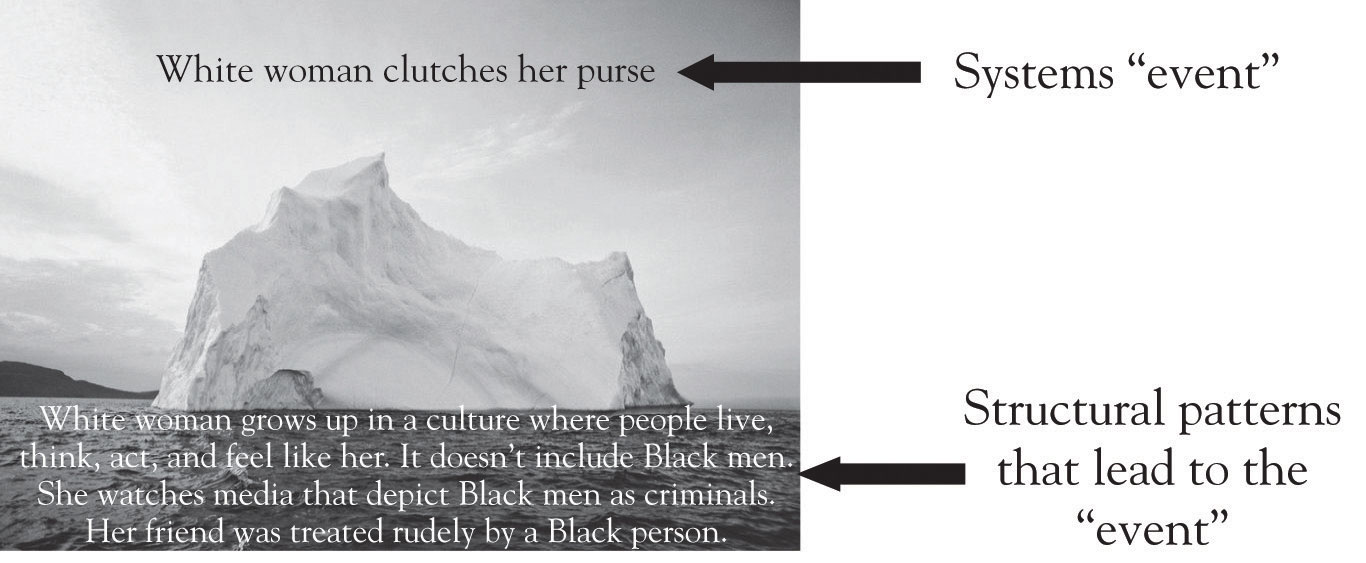 White woman clutches her purse
Systems “event”
White woman grows up in a culture where people live,
think, act, and feel like her. It doesn’t include Black men.
She watches media that depict Black men as criminals.
Her friend was treated rudely by a Black person.
Structural patterns
that lead to the
“event”